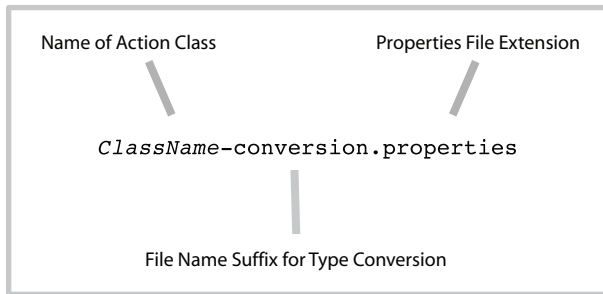 Name of Action Class
Properties File Extension
ClassName-conversion.properties
File Name Suffix for Type Conversion